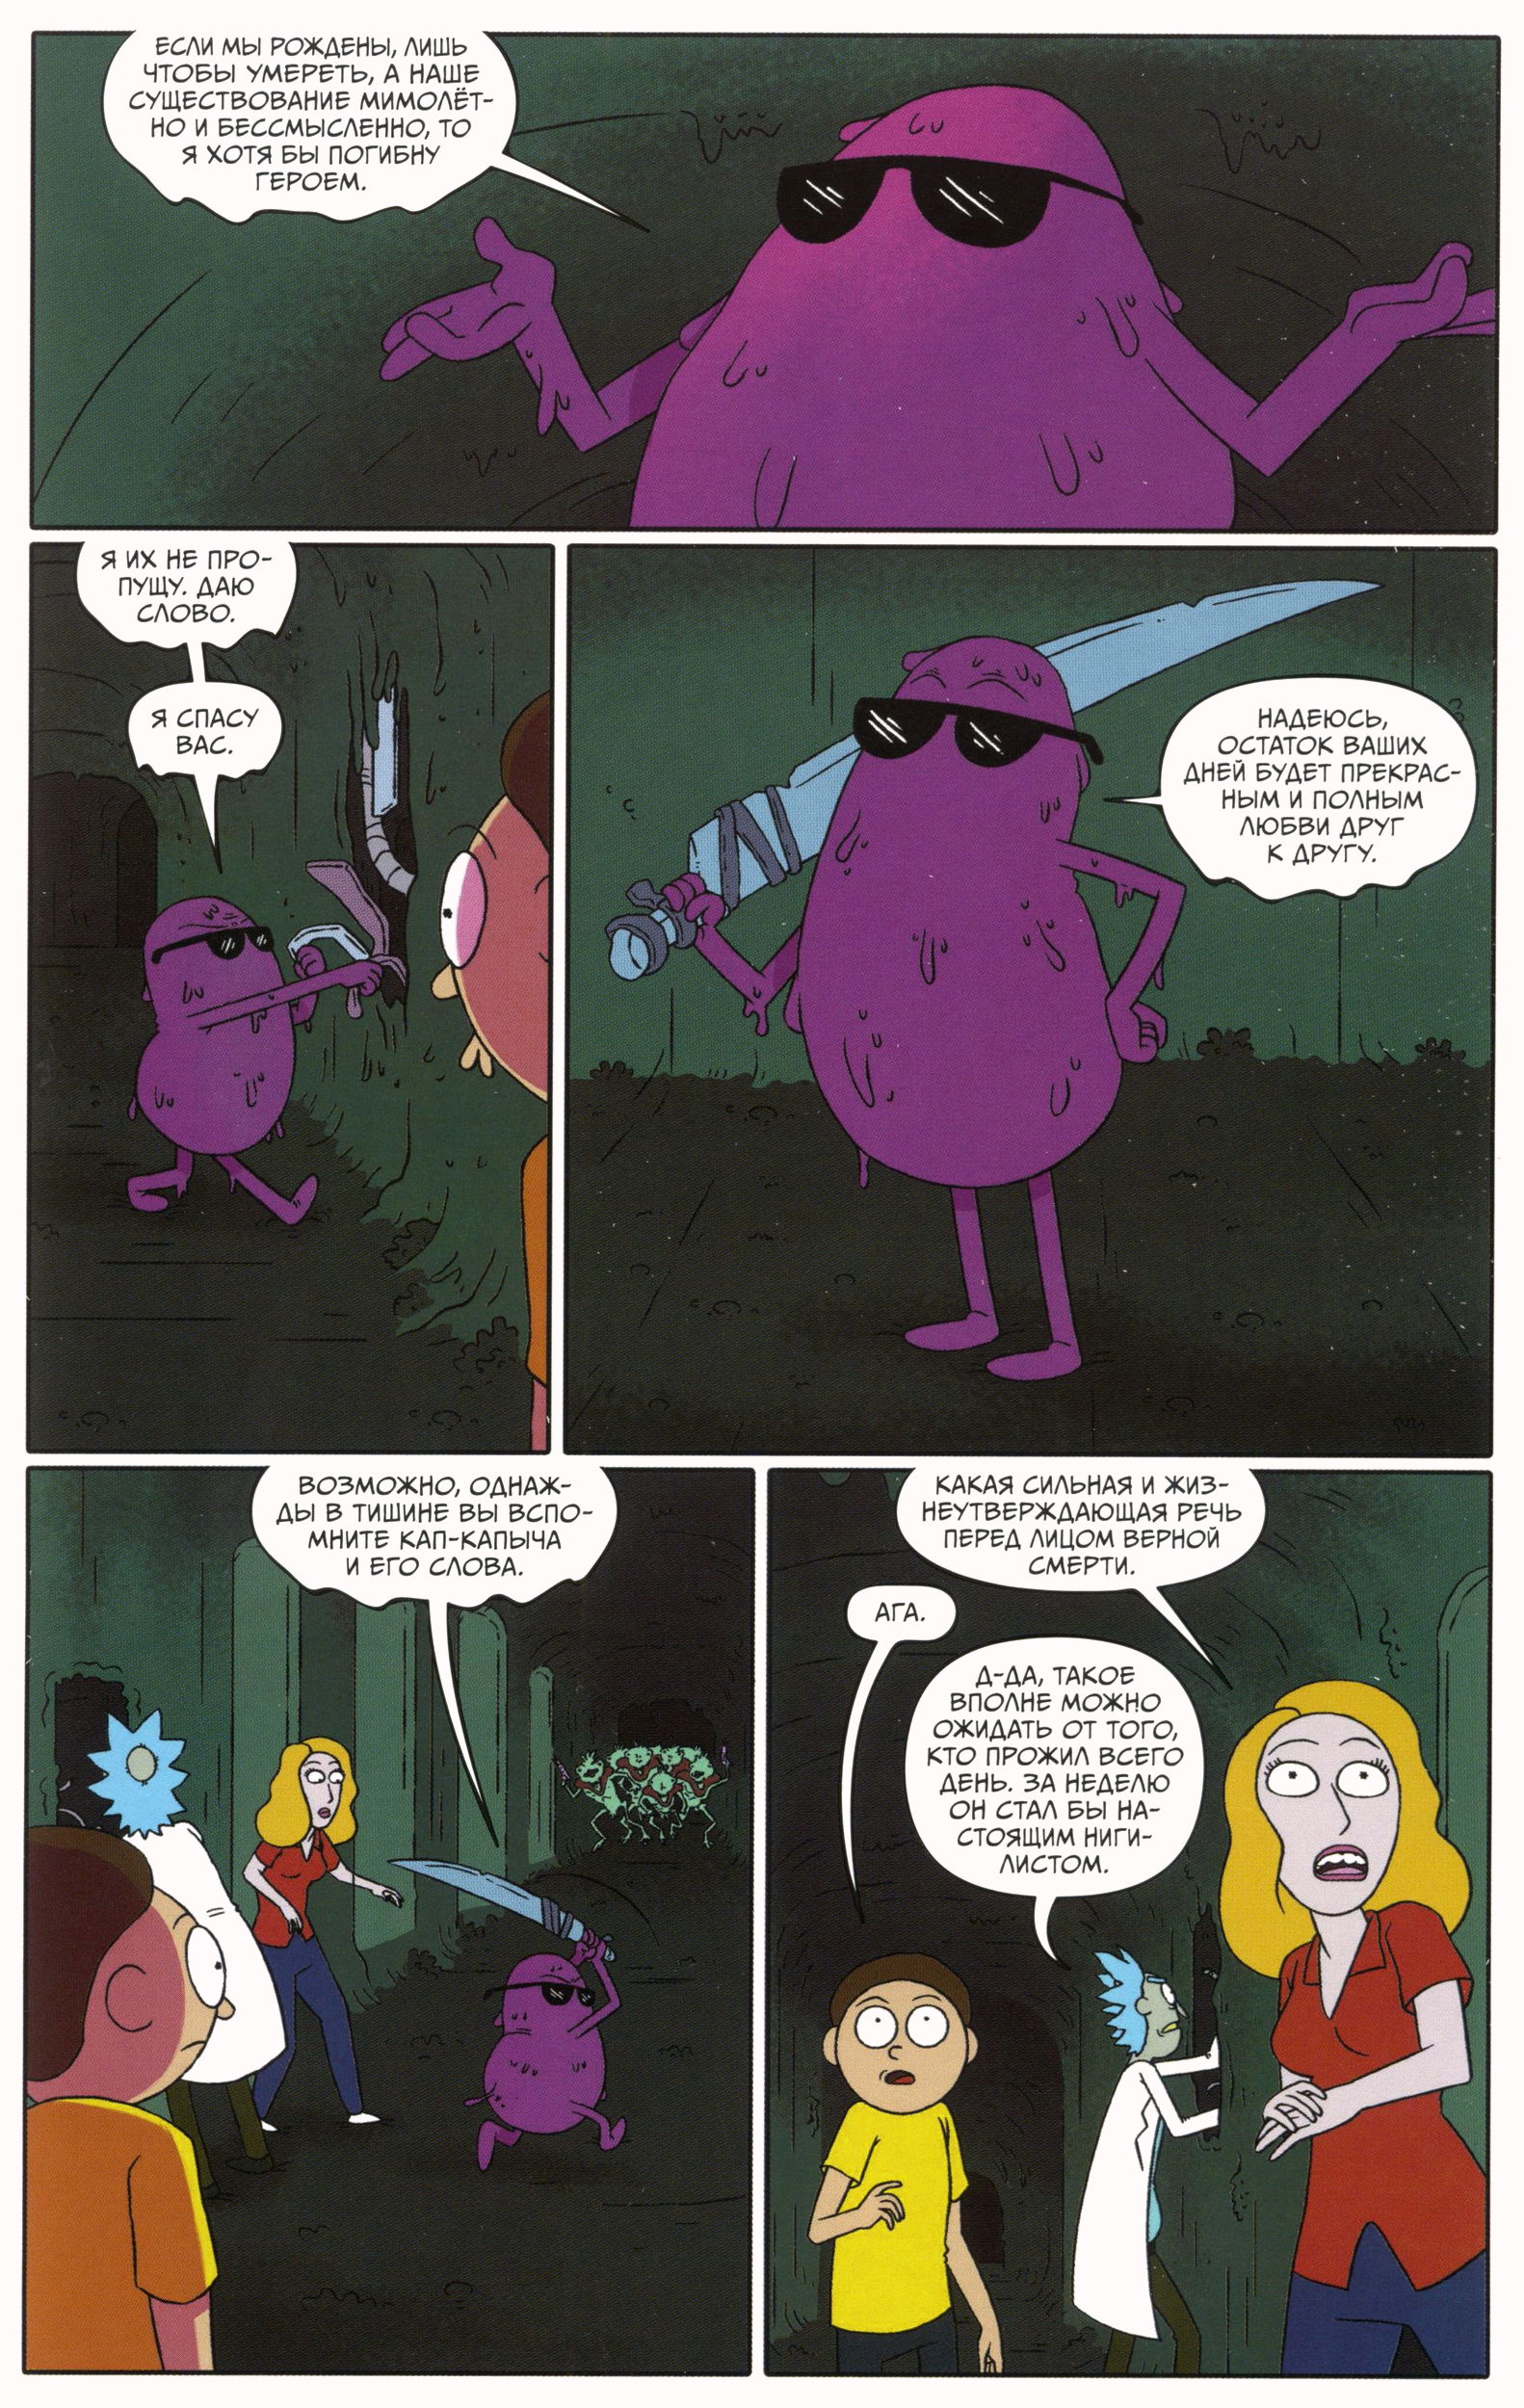 ЕСЛИ МЫ РОЖДЕНЫ, ЛИШЬ
ЧТОБЫ УМЕРЕТЬ, А НАШЕ
СУЩЕСТВОВАНИЕ МИМОЛЁТ-
НО И БЕССМЫСЛЕННО, ТО
Я ХОТЯ БЫ ПОГИБНУ
ГЕРОЕМ.
Я ИХ НЕ ПРО-
ПУЩУ. ДАЮ
СЛОВО.
Я СПАСУ
ВАС.
НАДЕЮСЬ,
ОСТАТОК ВАШИХ
ДНЕЙ БУДЕТ ПРЕКРАС-
НЫМ И ПОЛНЫМ
ЛЮБВИ ДРУГ
К ДРУГУ.
ВОЗМОЖНО, ОДНАЖ-
ДЫ В ТИШИНЕ ВЫ ВСПО-
МНИТЕ КАП-КАПЫЧА
И ЕГО СЛОВА.
КАКАЯ СИЛЬНАЯ И ЖИЗ-
НЕУТВЕРЖДАЮЩАЯ РЕЧЬ
ПЕРЕД ЛИЦОМ ВЕРНОЙ
СМЕРТИ.
АГА.
Д-ДА, ТАКОЕ
ВПОЛНЕ МОЖНО
ОЖИДАТЬ ОТ ТОГО,
КТО ПРОЖИЛ ВСЕГО
ДЕНЬ. ЗА НЕДЕЛЮ
ОН СТАЛ БЫ НА-
СТОЯЩИМ НИГИ-
ЛИСТОМ.